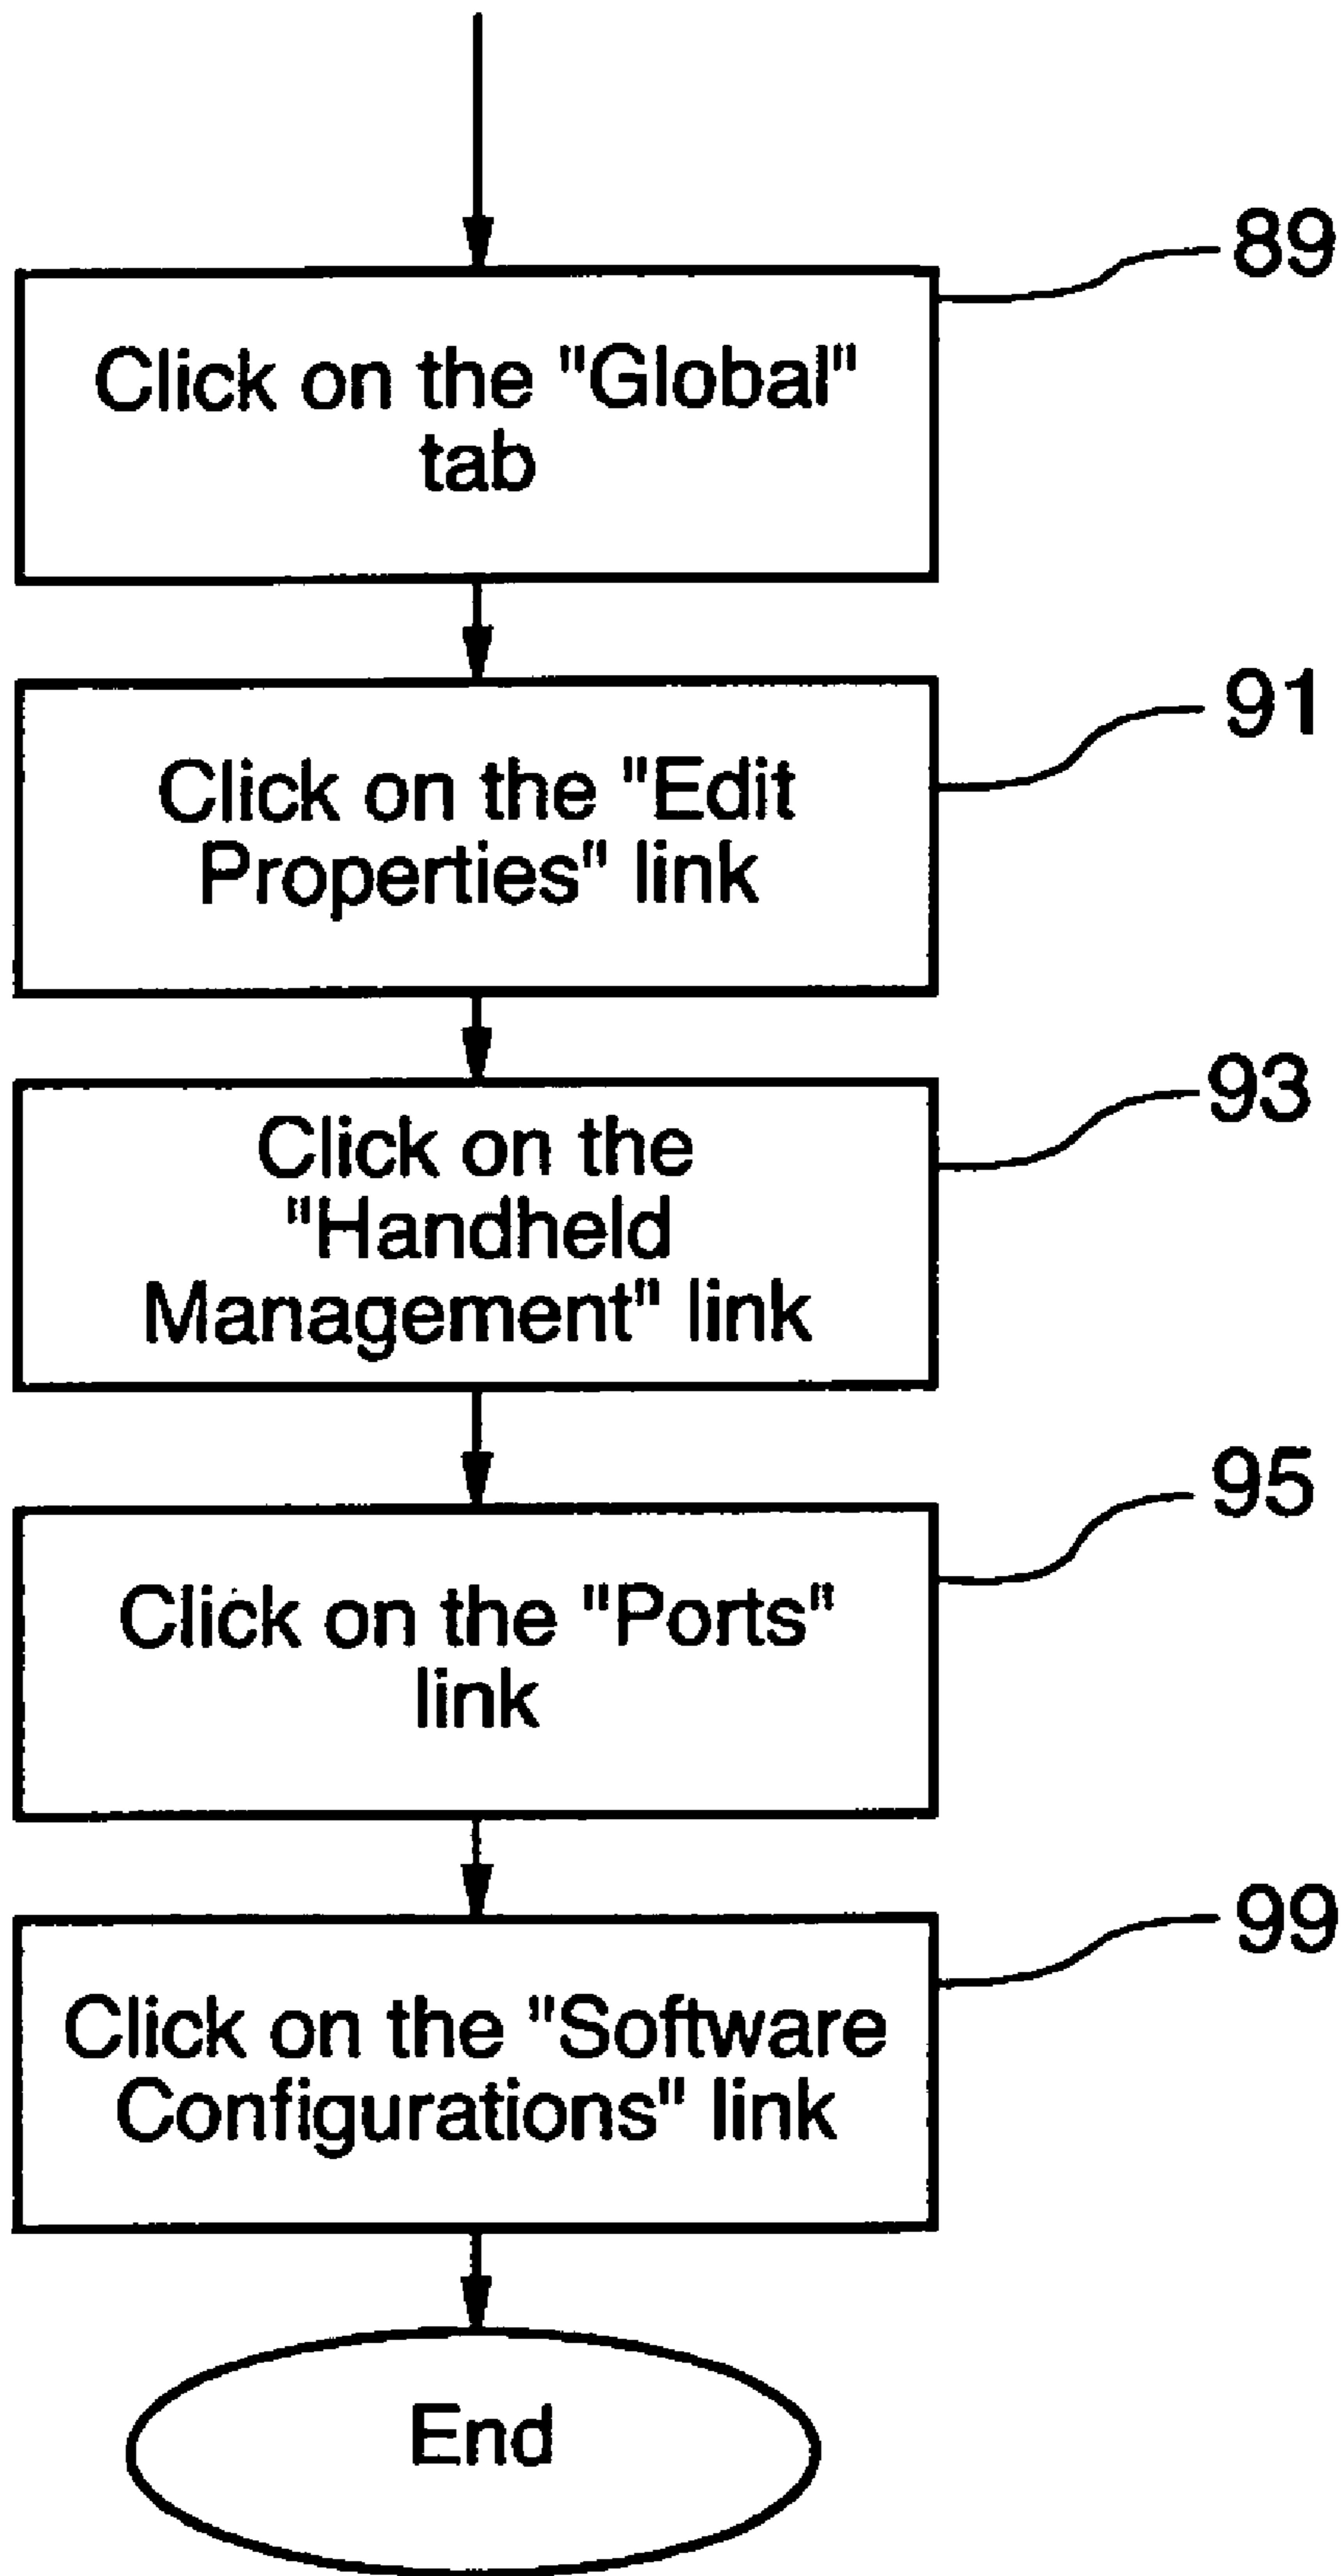 89
Click on the "Global"
tab
91
Click on the "Edit
Properties" link
93
Click on the
"Handheld
Management" link
95
Click on the "Ports"
link
99
Click on the "Software
Configurations" link
End